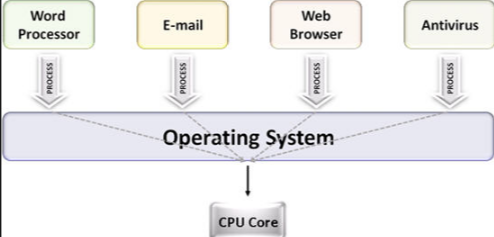 Word
Processor
E-mail
Web
Browser
Antivirus
PROCESS
PROCESS
PROCESS
PROCESS
Operating System
CPU Core